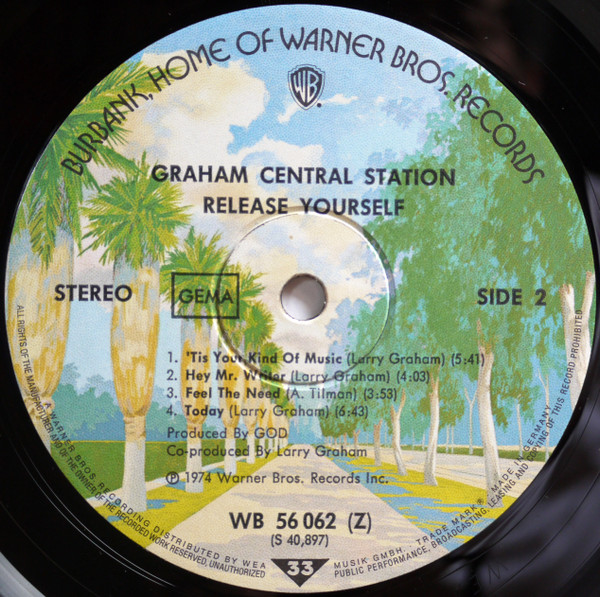 BURBANK, HOME OF WARNER BROS. RECORDS
WB
GRAHAM CENTRAL STATION
RELEASE YOURSELF
STEREO
GEMA
SIDE 2
1. 'Tis Your Kind Of Music (Larry Graham) (5:41)
2. Hey Mr. Writer (Larry Graham) (4:03)
3. Feel The Need (A. Tilman) (3:53)
4. Today (Larry Graham) (6:43)
Produced By GOD
Co-produced By Larry Graham
℗ 1974 Warner Bros. Records Inc.
WB 56 062 (Z)
(S 40,897)
33
A WARNER BROS. RECORDING DISTRIBUTED BY WEA MUSIK GMBH. TRADE MARK® MADE IN GERMANY
ALL RIGHTS OF THE MANUFACTURER AND OF THE OWNER OF THE RECORDED WORK RESERVED, UNAUTHORIZED PUBLIC PERFORMANCE, BROADCASTING, LEASING AND COPYING OF THIS RECORD PROHIBITED